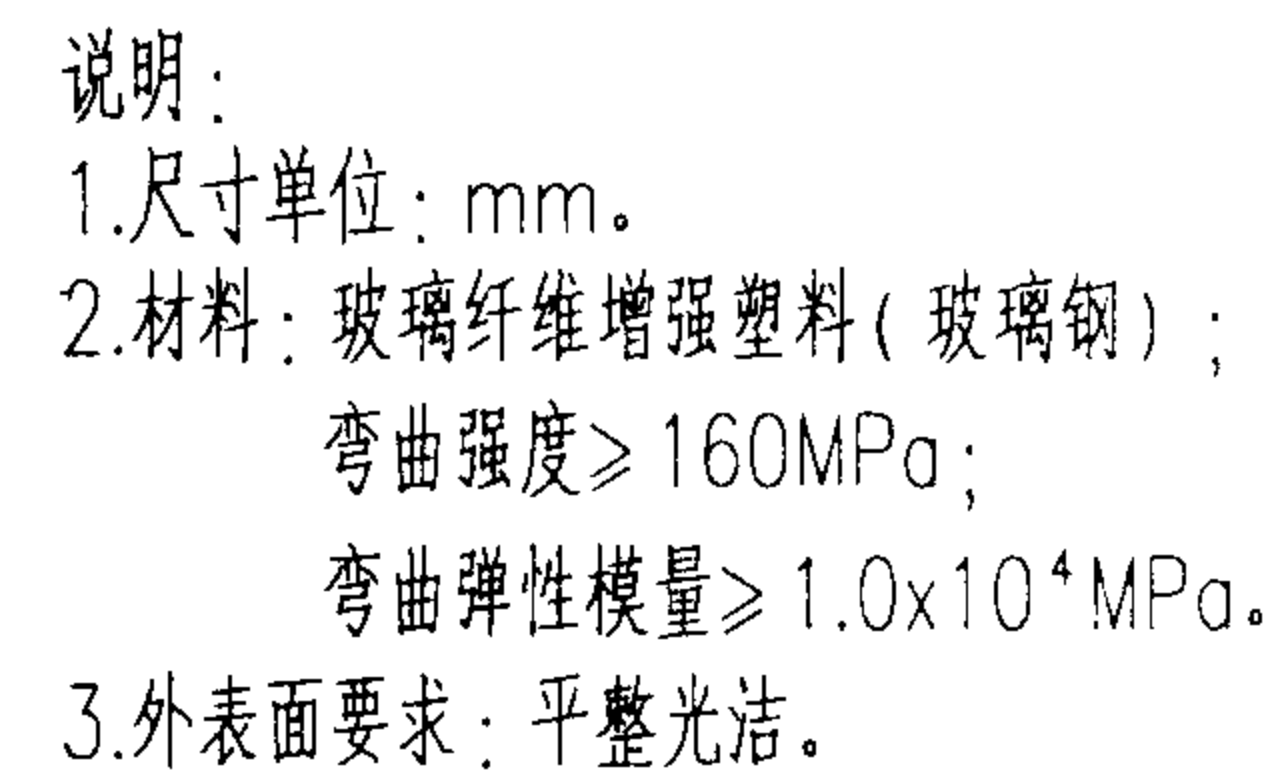 说明：
1.尺寸单位：mm。
2.材料：玻璃纤维增强塑料(玻璃钢)；
弯曲强度⩾160MPa；
弯曲弹性模量⩾1.0x10⁴MPa。
3.外表面要求：平整光洁。